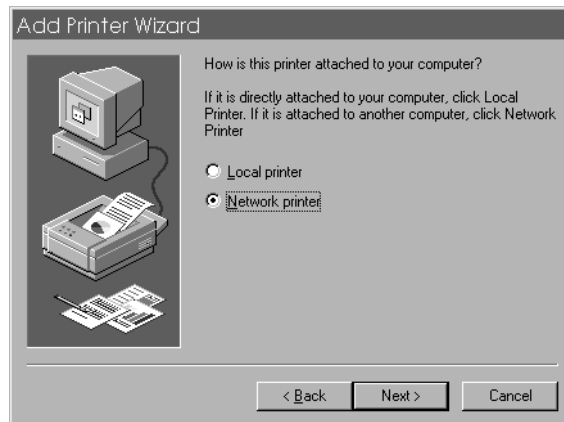 Add Printer Wizard
How is this printer attached to your computer?
If it is directly attached to your computer, click Local
Printer. If it is attached to another computer, click Network
Printer
Local printer
Network printer
< Back
Next >
Cancel